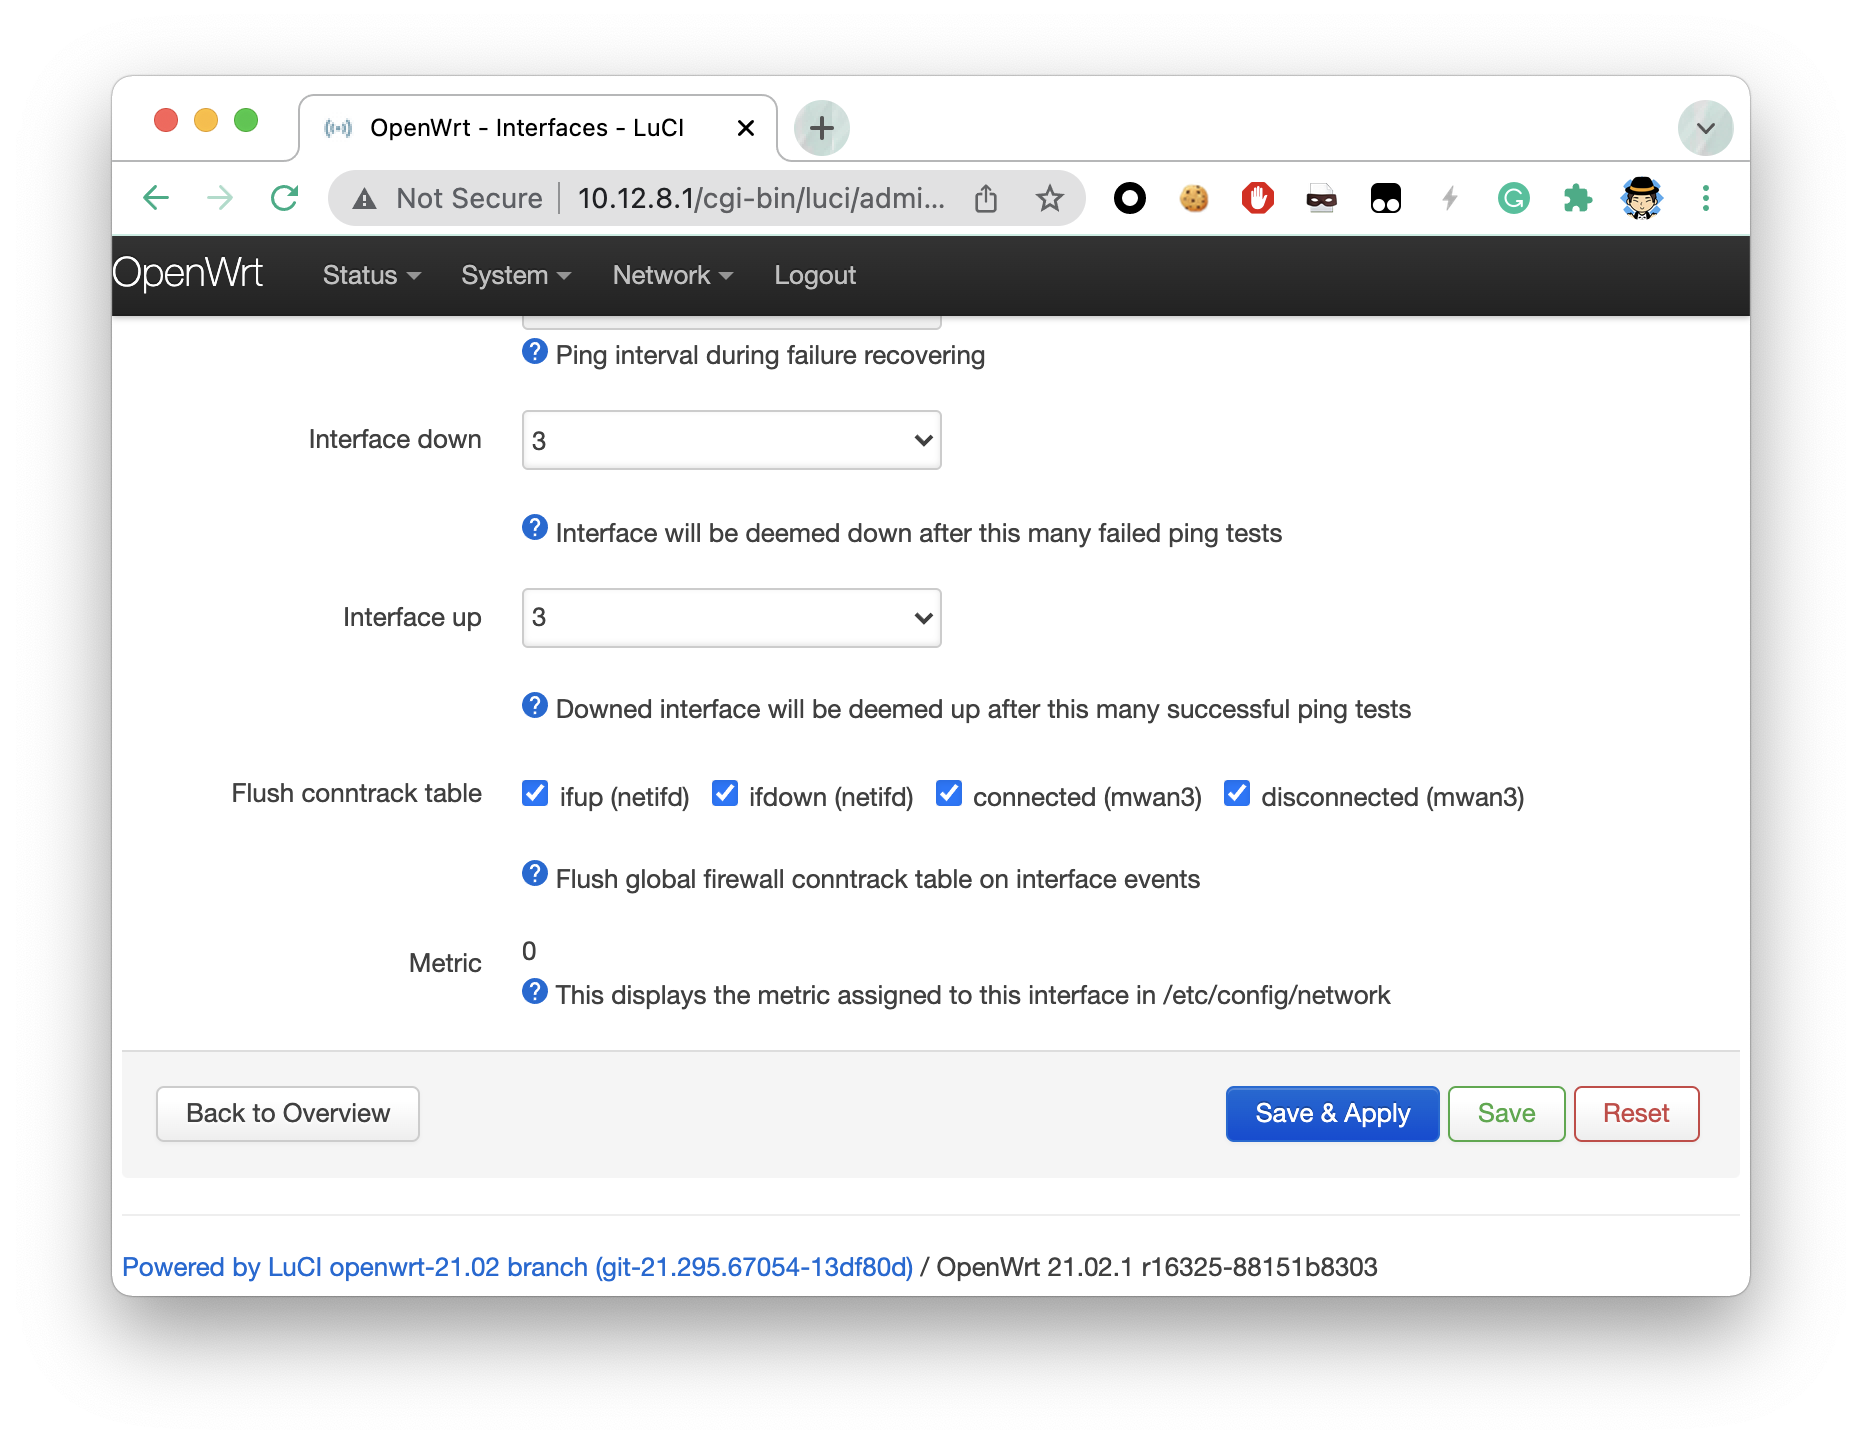 OpenWrt - Interfaces - LuCI
Not Secure 10.12.8.1/cgi-bin/luci/admi...
OpenWrt Status System Network Logout
Ping interval during failure recovering
Interface down 3
Interface will be deemed down after this many failed ping tests
Interface up 3
Downed interface will be deemed up after this many successful ping tests
Flush conntrack table ifup (netifd) ifdown (netifd) connected (mwan3) disconnected (mwan3)
Flush global firewall conntrack table on interface events
Metric 0
This displays the metric assigned to this interface in /etc/config/network
Back to Overview Save & Apply Save Reset
Powered by LuCI openwrt-21.02 branch (git-21.295.67054-13df80d) / OpenWrt 21.02.1 r16325-88151b8303